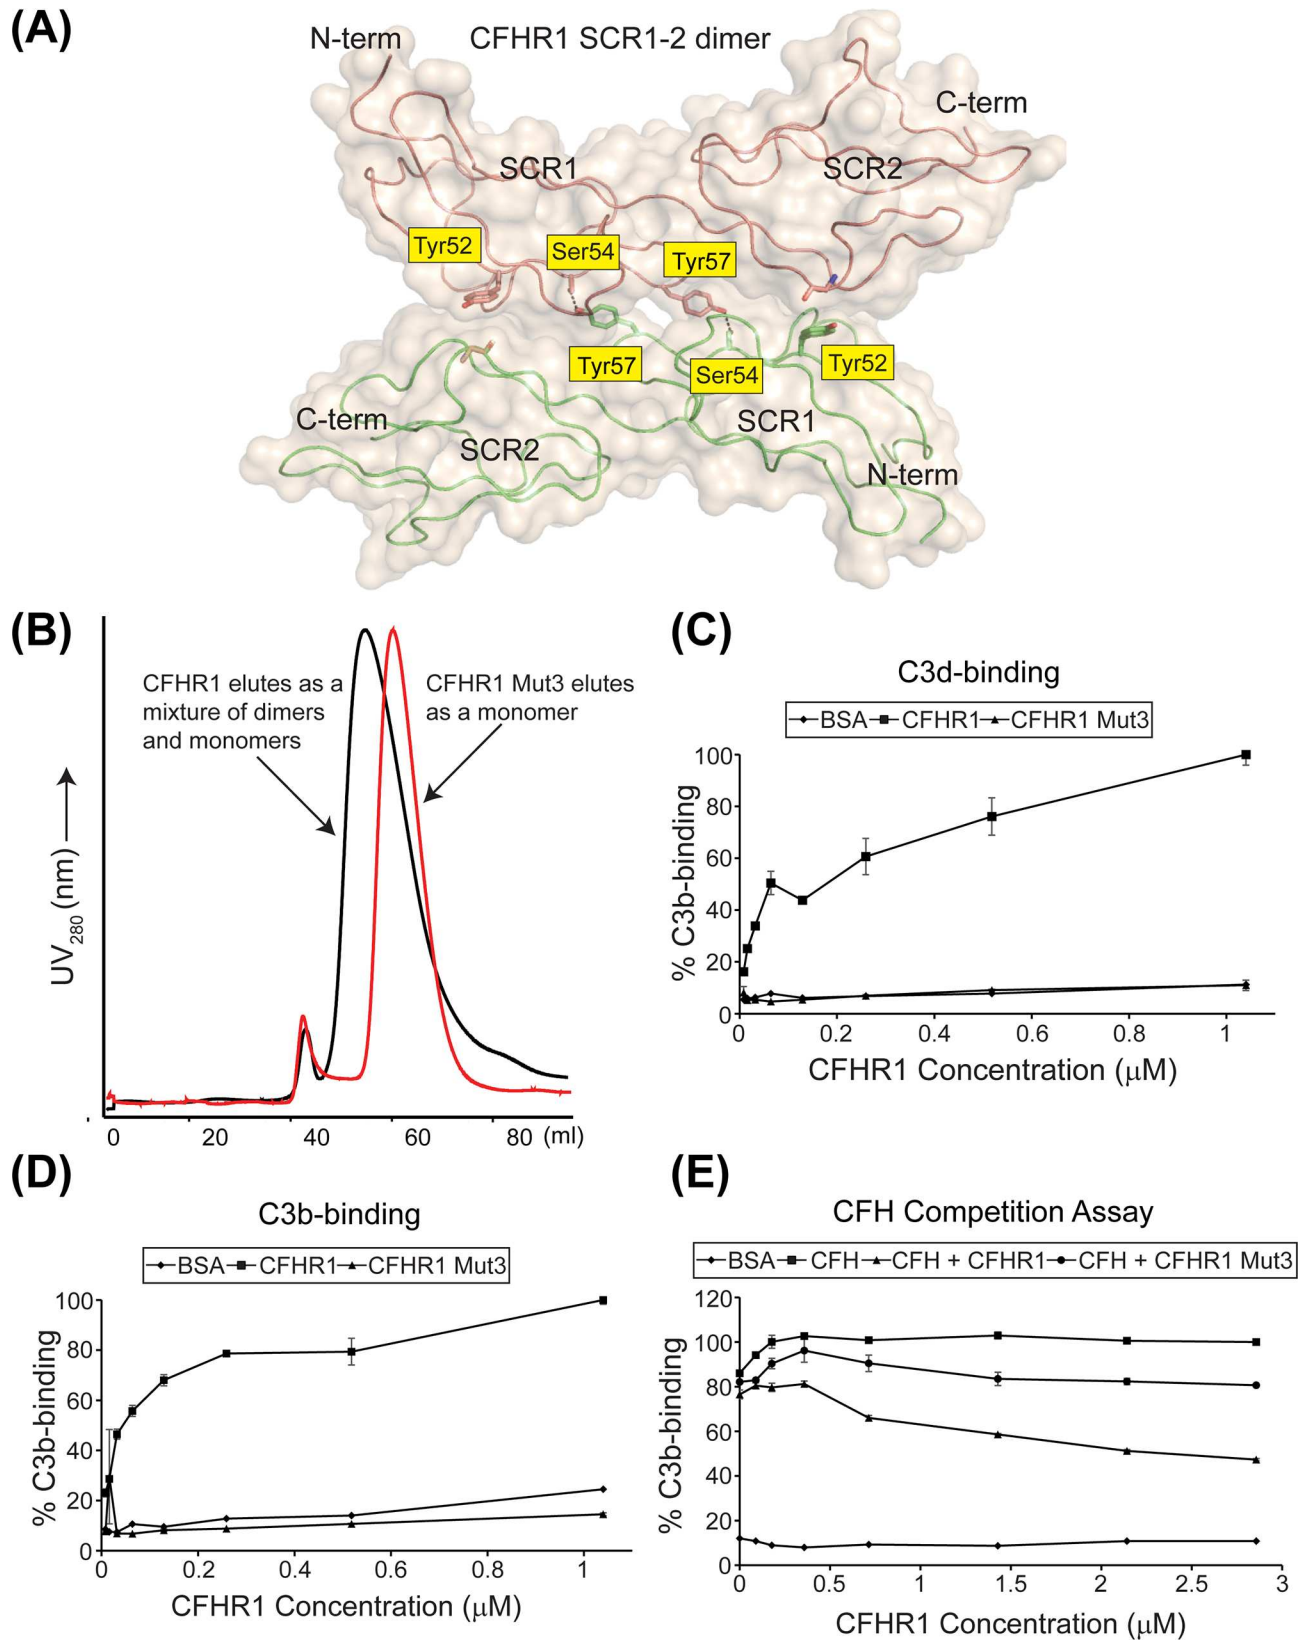 (A)
N-term
CFHR1 SCR1-2 dimer
C-term
SCR1
SCR2
Tyr52
Ser54
Tyr57
Tyr57
Ser54
Tyr52
C-term
SCR2
SCR1
N-term
(B)
CFHR1 elutes as a
mixture of dimers
and monomers
CFHR1 Mut3 elutes
as a monomer
UV280 (nm)
0 20 40 60 80 (ml)
(C)
C3d-binding
BSA CFHR1 CFHR1 Mut3
% C3b-binding
100
80
60
40
20
0
0 0.2 0.4 0.6 0.8 1
CFHR1 Concentration (μM)
(D)
C3b-binding
BSA CFHR1 CFHR1 Mut3
% C3b-binding
100
80
60
40
20
0
0 0.2 0.4 0.6 0.8 1
CFHR1 Concentration (μM)
(E)
CFH Competition Assay
BSA CFH CFH + CFHR1 CFH + CFHR1 Mut3
% C3b-binding
120
100
80
60
40
20
0
0 0.5 1 1.5 2 2.5 3
CFHR1 Concentration (μM)